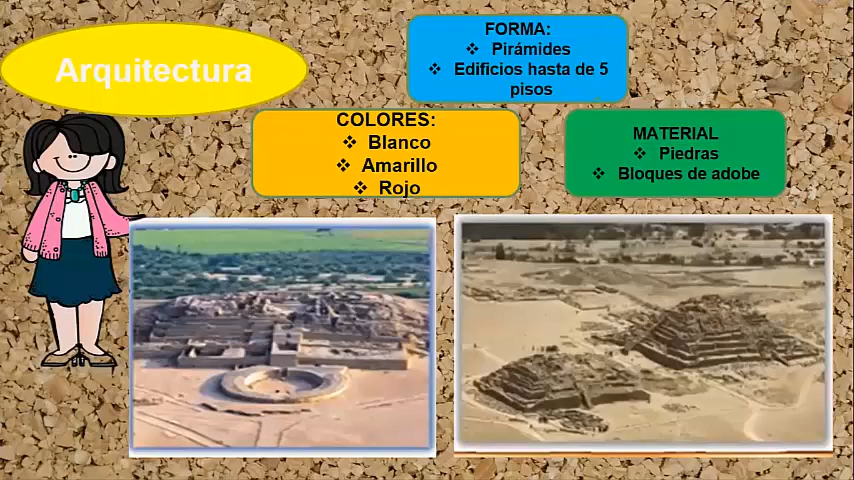 Arquitectura
FORMA:
❖ Pirámides
❖ Edificios hasta de 5
pisos
COLORES:
❖ Blanco
❖ Amarillo
❖ Rojo
MATERIAL
❖ Piedras
❖ Bloques de adobe